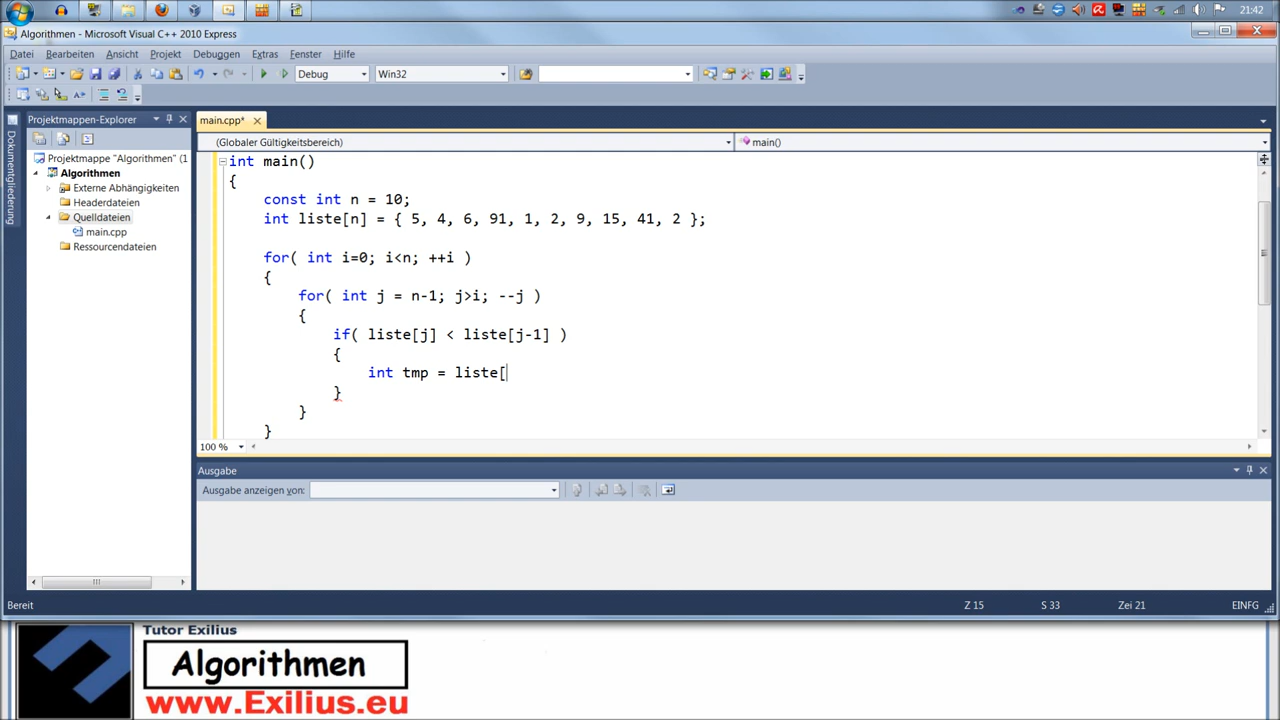 21:42
Algorithmen - Microsoft Visual C++ 2010 Express
Datei Bearbeiten Ansicht Projekt Debuggen Extras Fenster Hilfe
Debug Win32
Dokumentgliederung
Projektmappen-Explorer
Projektmappe "Algorithmen" (1
Algorithmen
Externe Abhängigkeiten
Headerdateien
Quelldateien
main.cpp
Ressourcendateien
main.cpp*
(Globaler Gültigkeitsbereich) main()
int main()
{
const int n = 10;
int liste[n] = { 5, 4, 6, 91, 1, 2, 9, 15, 41, 2 };
for( int i=0; i<n; ++i )
{
for( int j = n-1; j>i; --j )
{
if( liste[j] < liste[j-1] )
{
int tmp = liste[
}
}
}
100 %
Ausgabe
Ausgabe anzeigen von:
Bereit Z 15 S 33 Zei 21 EINFG
Tutor Exilius
Algorithmen
www.Exilius.eu